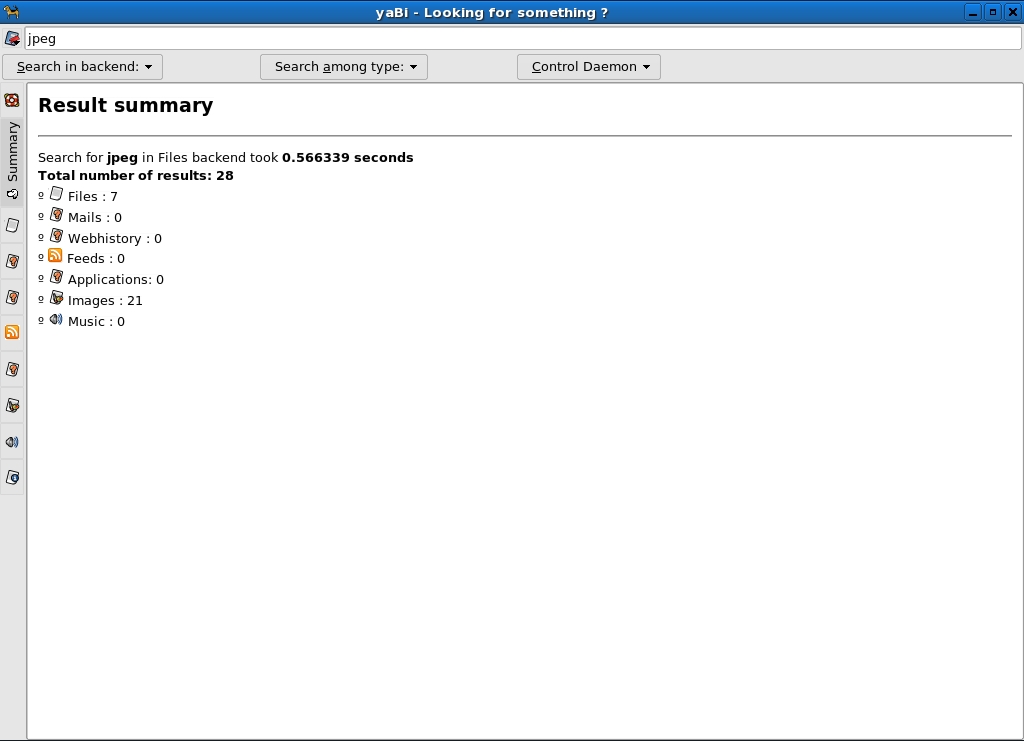 yaBi - Looking for something ?
jpeg
Search in backend: Search among type: Control Daemon
Summary
Result summary
Search for jpeg in Files backend took 0.566339 seconds
Total number of results: 28
º Files : 7
º Mails : 0
º Webhistory : 0
º Feeds : 0
º Applications: 0
º Images : 21
º Music : 0